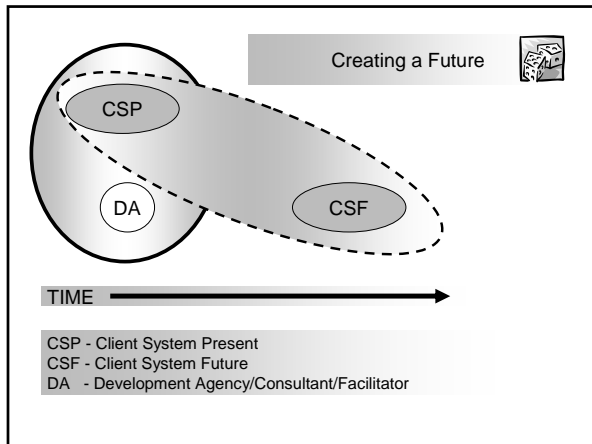 Creating a Future
CSP
DA
CSF
TIME
CSP - Client System Present
CSF - Client System Future
DA - Development Agency/Consultant/Facilitator